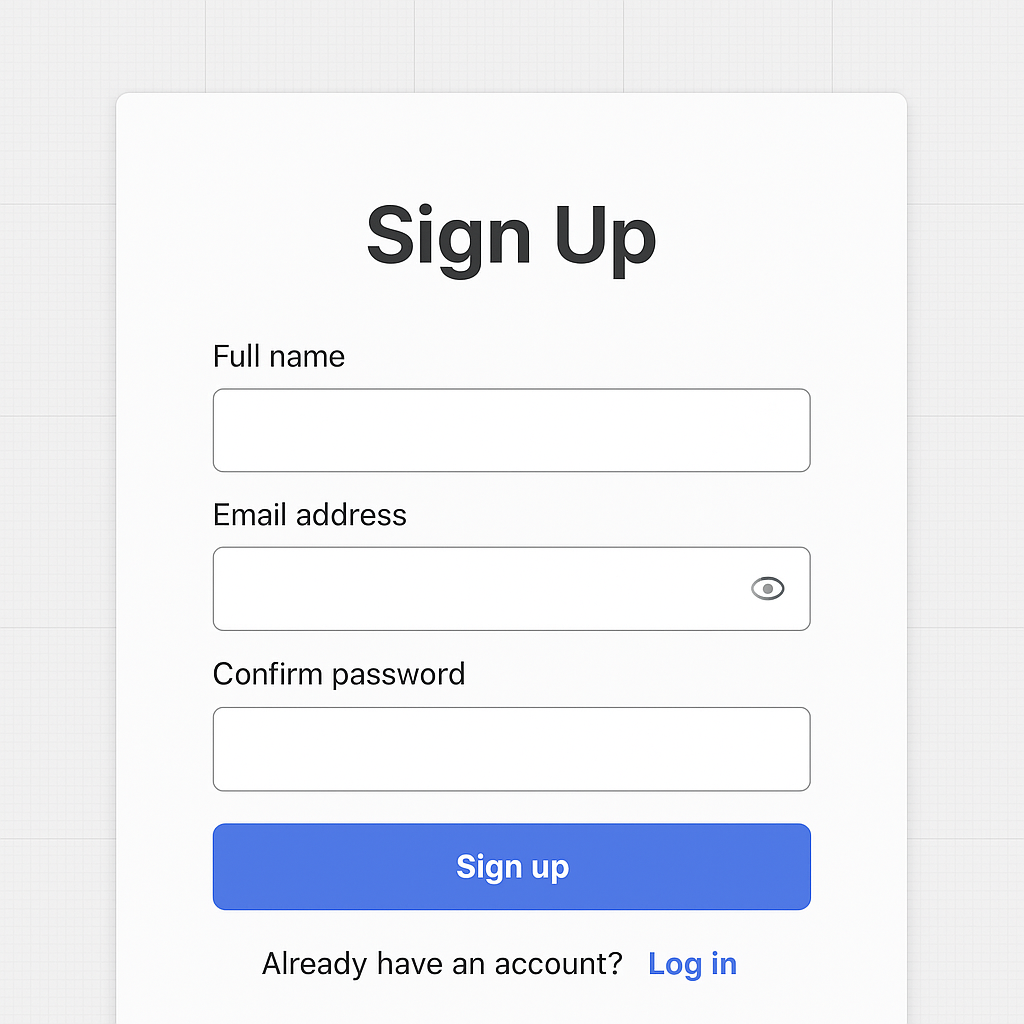 Sign Up
Full name
Email address
Confirm password
Sign up
Already have an account? Log in